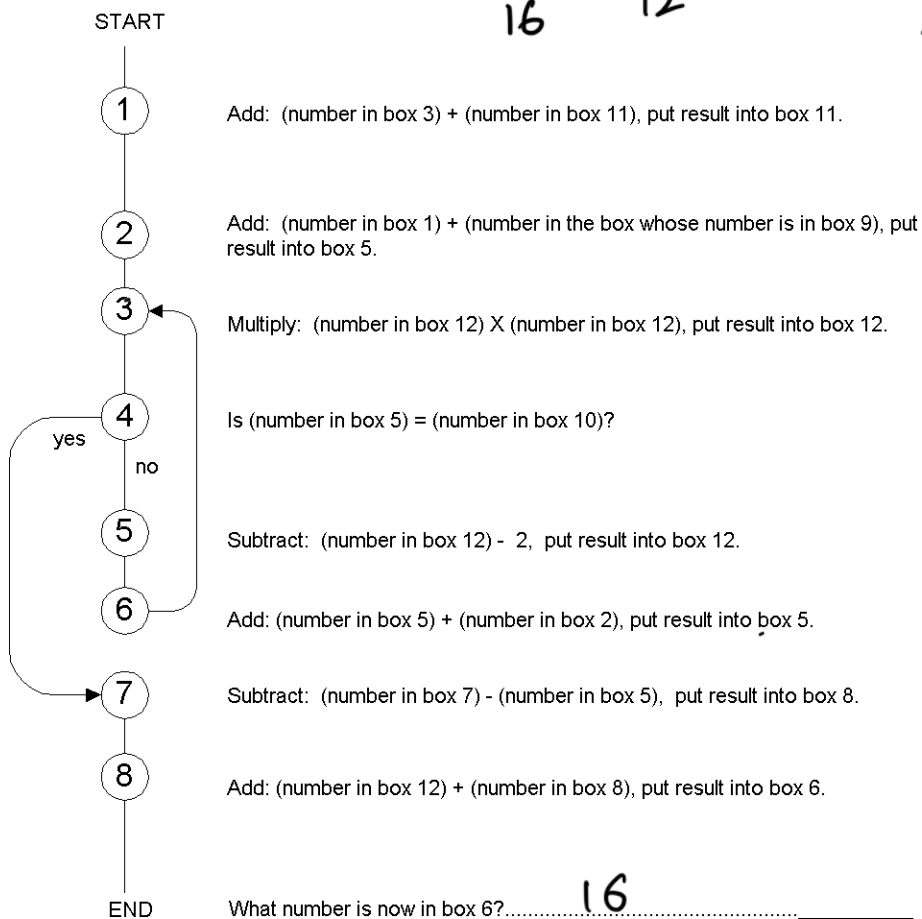 16 12
START
1 Add: (number in box 3) + (number in box 11), put result into box 11.
2 Add: (number in box 1) + (number in the box whose number is in box 9), put
result into box 5.
3 Multiply: (number in box 12) X (number in box 12), put result into box 12.
4 Is (number in box 5) = (number in box 10)?
yes
no
5 Subtract: (number in box 12) - 2, put result into box 12.
6 Add: (number in box 5) + (number in box 2), put result into box 5.
7 Subtract: (number in box 7) - (number in box 5), put result into box 8.
8 Add: (number in box 12) + (number in box 8), put result into box 6.
END What number is now in box 6?.......................................................... 16